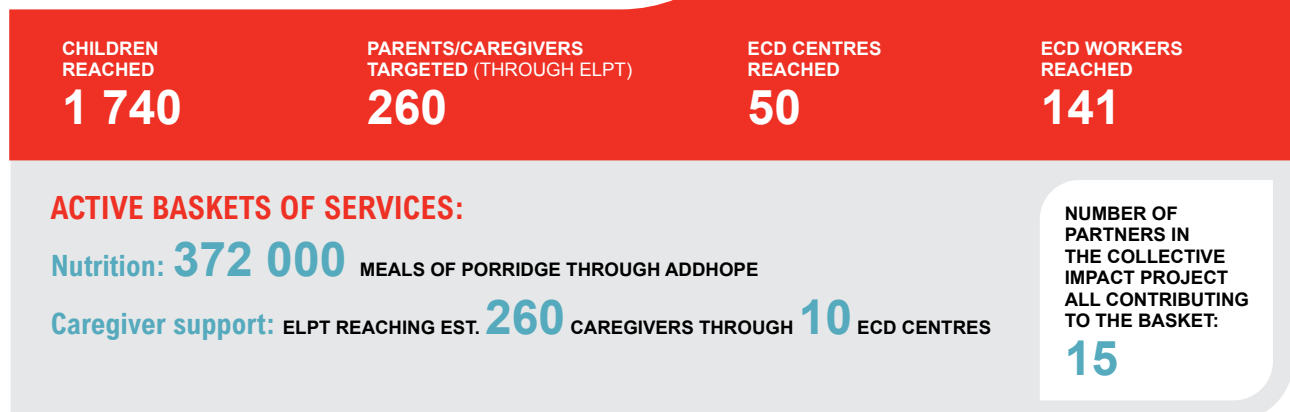 CHILDREN
REACHED
1 740
PARENTS/CAREGIVERS
TARGETED (THROUGH ELPT)
260
ECD CENTRES
REACHED
50
ECD WORKERS
REACHED
141
ACTIVE BASKETS OF SERVICES:
Nutrition: 372 000 MEALS OF PORRIDGE THROUGH ADDHOPE
Caregiver support: ELPT REACHING EST. 260 CAREGIVERS THROUGH 10 ECD CENTRES
NUMBER OF
PARTNERS IN
THE COLLECTIVE
IMPACT PROJECT
ALL CONTRIBUTING
TO THE BASKET:
15